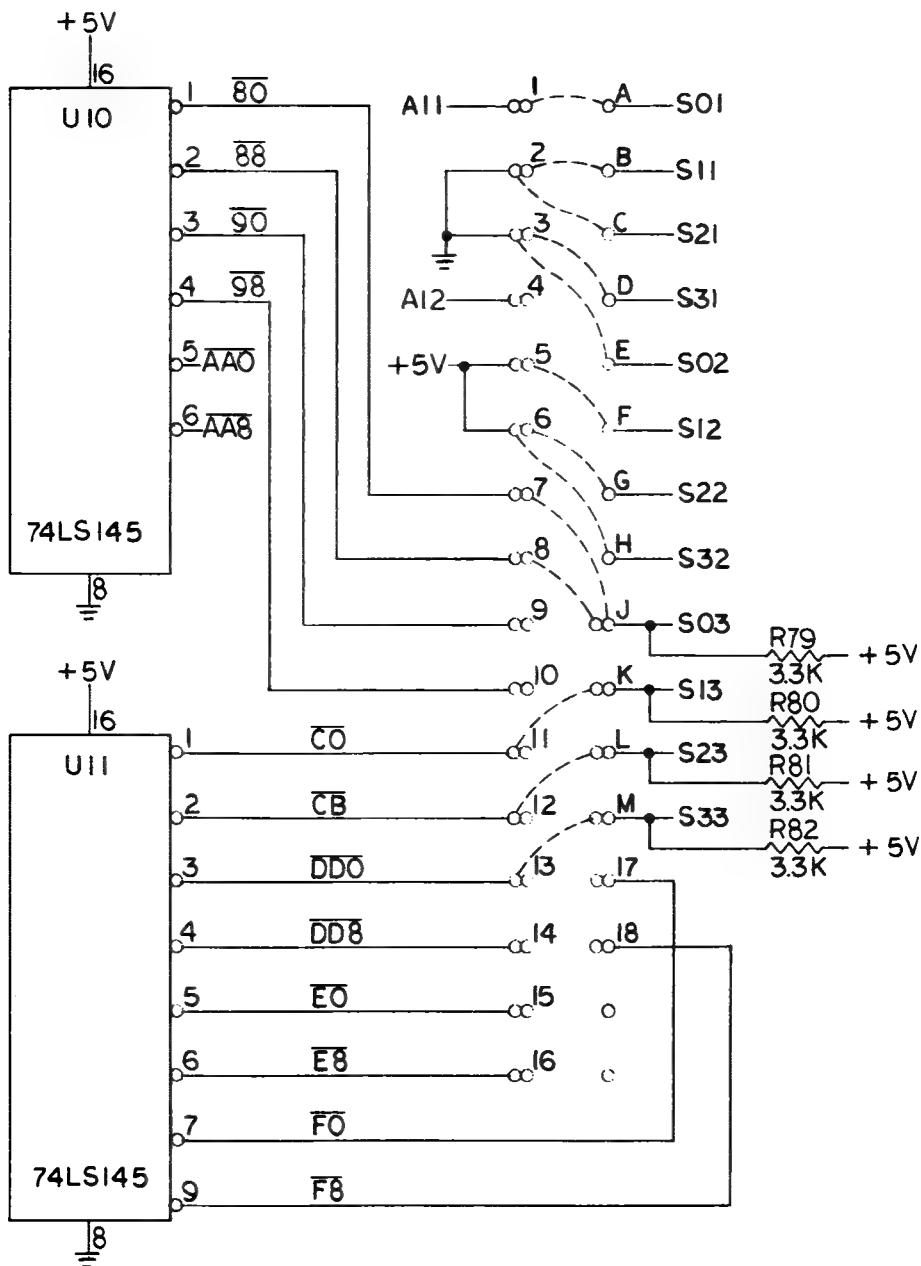 +5V
16
U10
1 80
2 88
3 90
4 98
5 AA0
6 AA8
74LS145
8
+5V
16
U11
1 C0
2 CB
3 DD0
4 DD8
5 E0
6 E8
7 F0
9 F8
74LS145
8
A11 1 A S01
2 B S11
C S21
3 D S31
A12 4
E S02
+5V 5
F S12
6 G S22
7
H S32
8
J S03
9
R79
3.3K
+5V
10 K S13
R80
3.3K
+5V
11 L S23
R81
3.3K
+5V
12 M S33
R82
3.3K
+5V
13 17
14 18
15
16